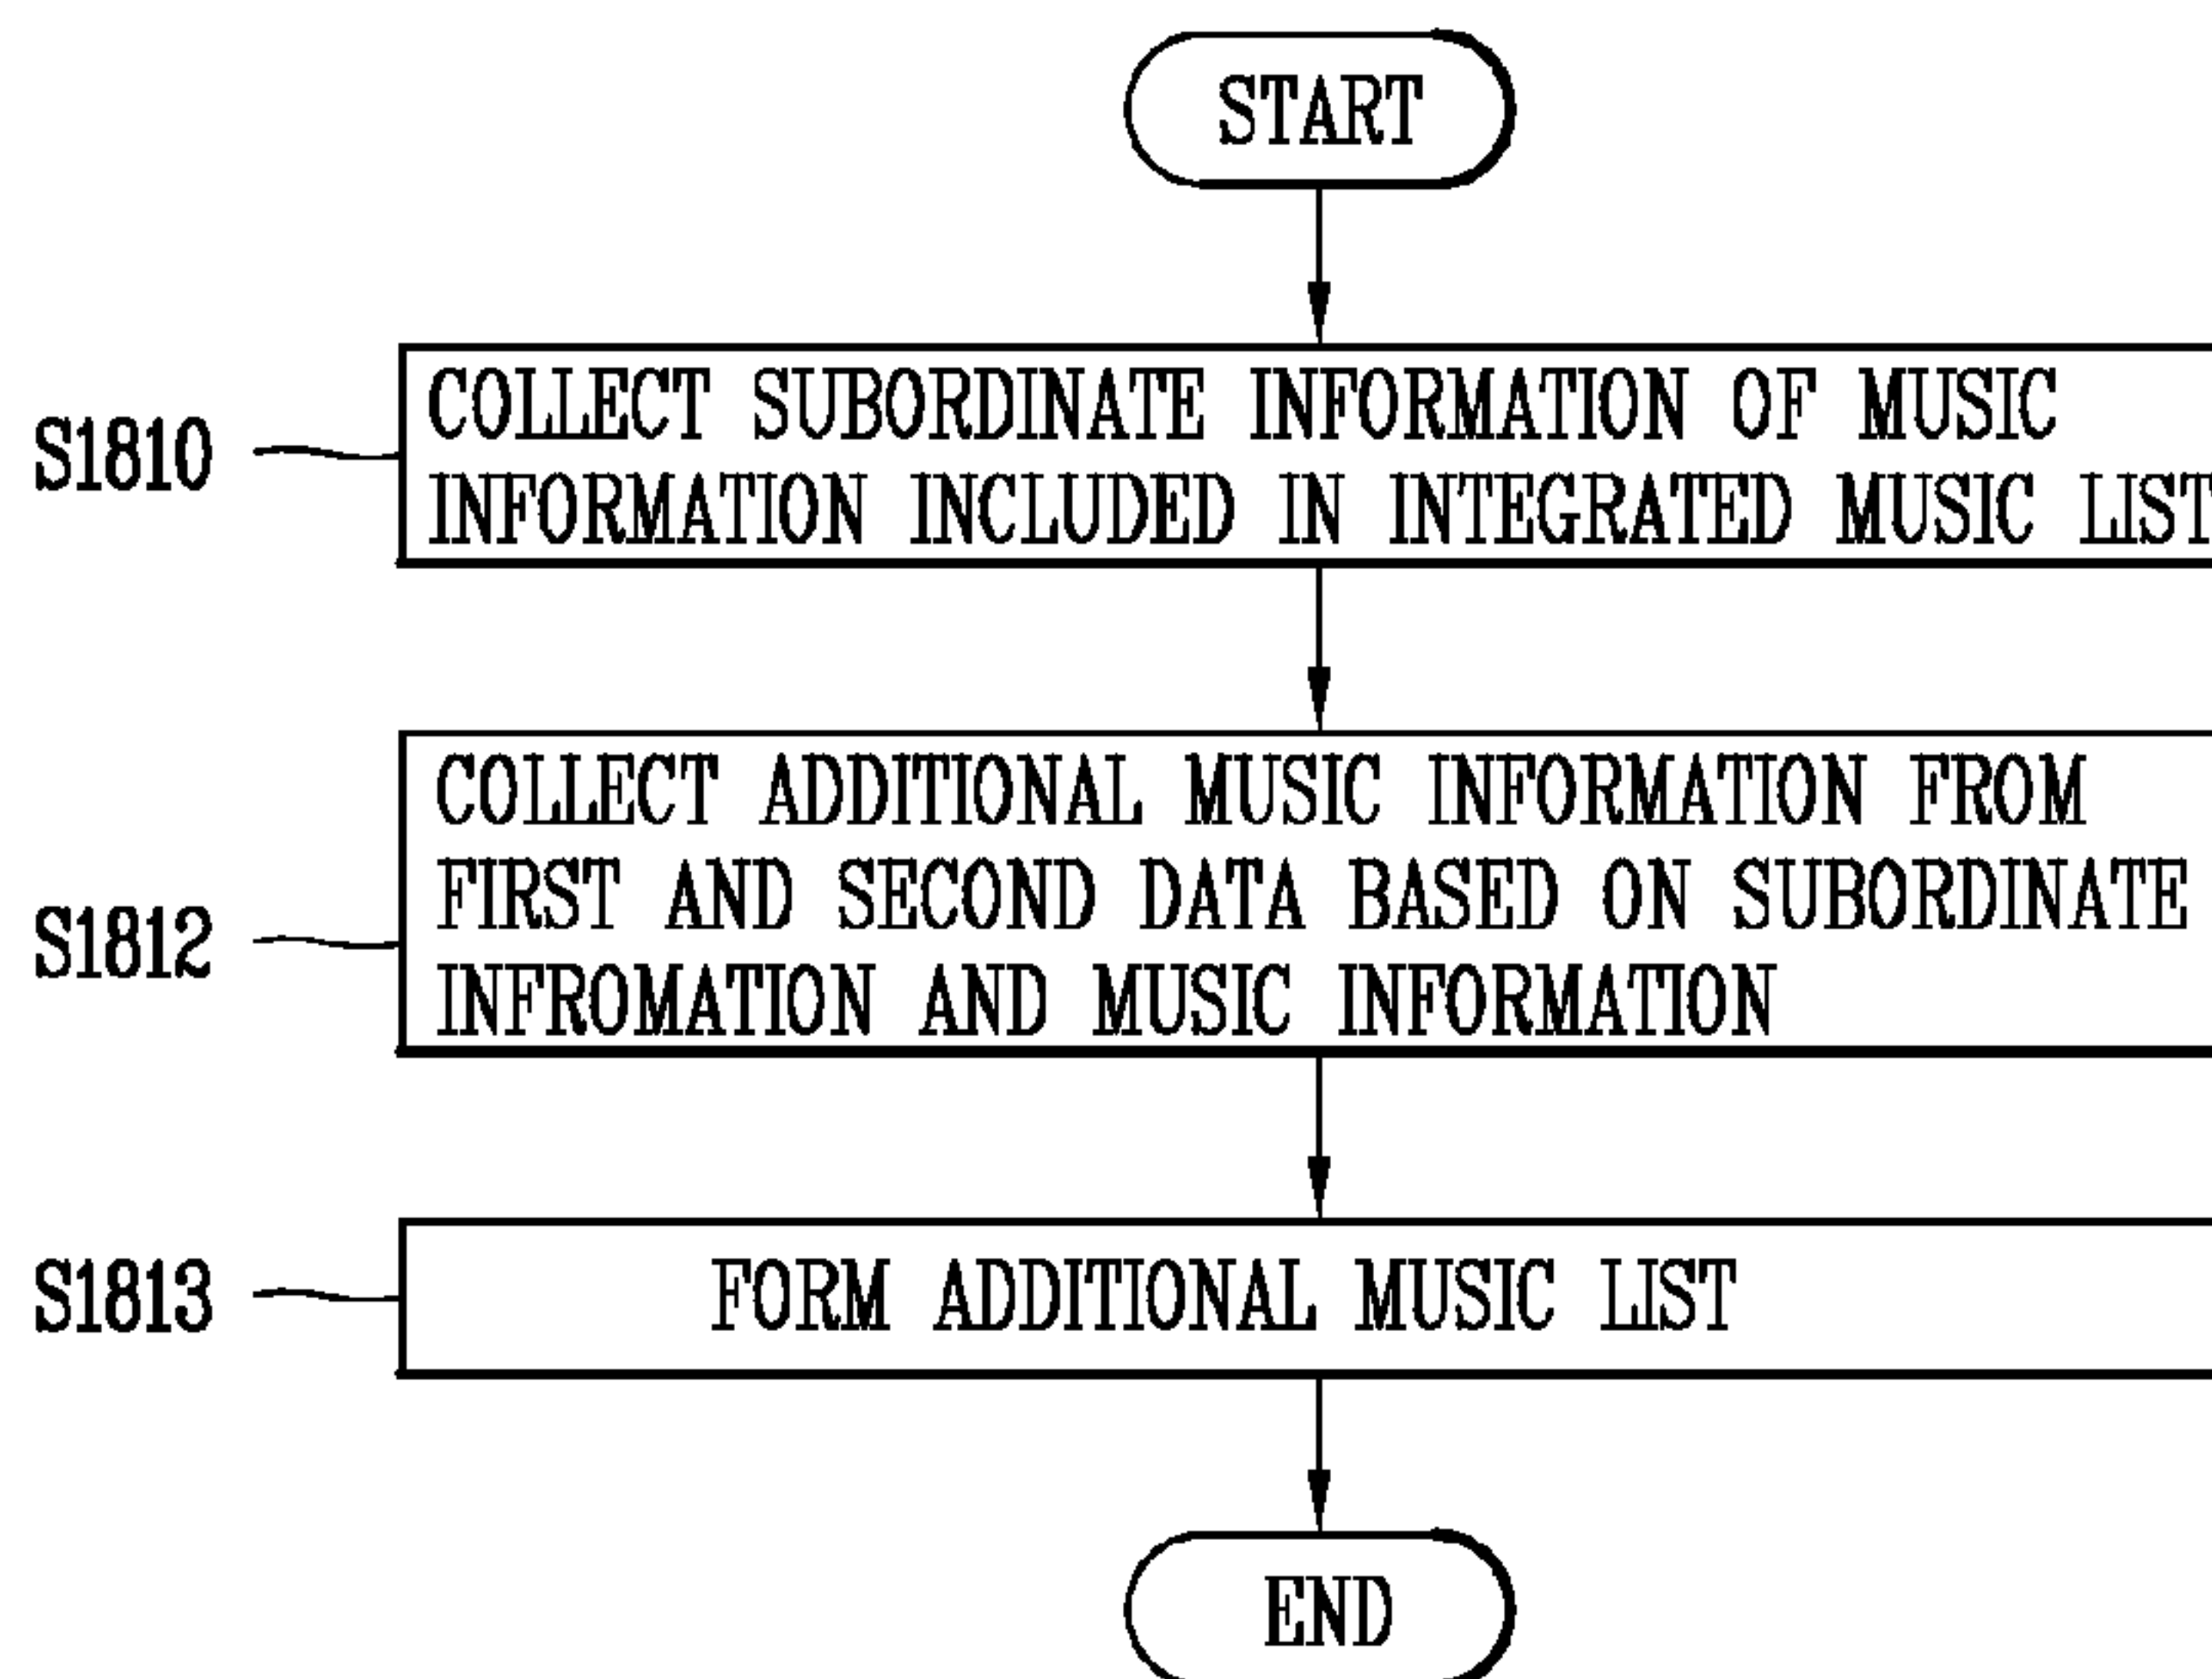 START
S1810
COLLECT SUBORDINATE INFORMATION OF MUSIC
INFORMATION INCLUDED IN INTEGRATED MUSIC LIST
S1812
COLLECT ADDITIONAL MUSIC INFORMATION FROM
FIRST AND SECOND DATA BASED ON SUBORDINATE
INFROMATION AND MUSIC INFORMATION
S1813
FORM ADDITIONAL MUSIC LIST
END